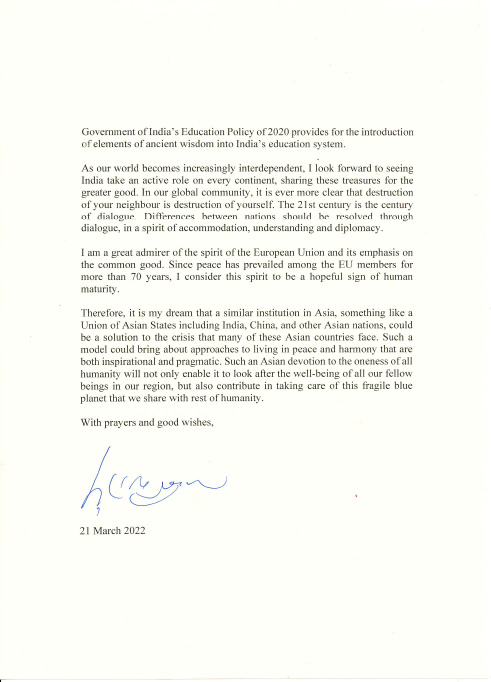 Government of India's Education Policy of 2020 provides for the introduction
of elements of ancient wisdom into India's education system.
As our world becomes increasingly interdependent, I look forward to seeing
India take an active role on every continent, sharing these treasures for the
greater good. In our global community, it is ever more clear that destruction
of your neighbour is destruction of yourself. The 21st century is the century
of dialogue. Differences between nations should be resolved through
dialogue, in a spirit of accommodation, understanding and diplomacy.
I am a great admirer of the spirit of the European Union and its emphasis on
the common good. Since peace has prevailed among the EU members for
more than 70 years, I consider this spirit to be a hopeful sign of human
maturity.
Therefore, it is my dream that a similar institution in Asia, something like a
Union of Asian States including India, China, and other Asian nations, could
be a solution to the crisis that many of these Asian countries face. Such a
model could bring about approaches to living in peace and harmony that are
both inspirational and pragmatic. Such an Asian devotion to the oneness of all
humanity will not only enable it to look after the well-being of all our fellow
beings in our region, but also contribute in taking care of this fragile blue
planet that we share with rest of humanity.
With prayers and good wishes,
21 March 2022